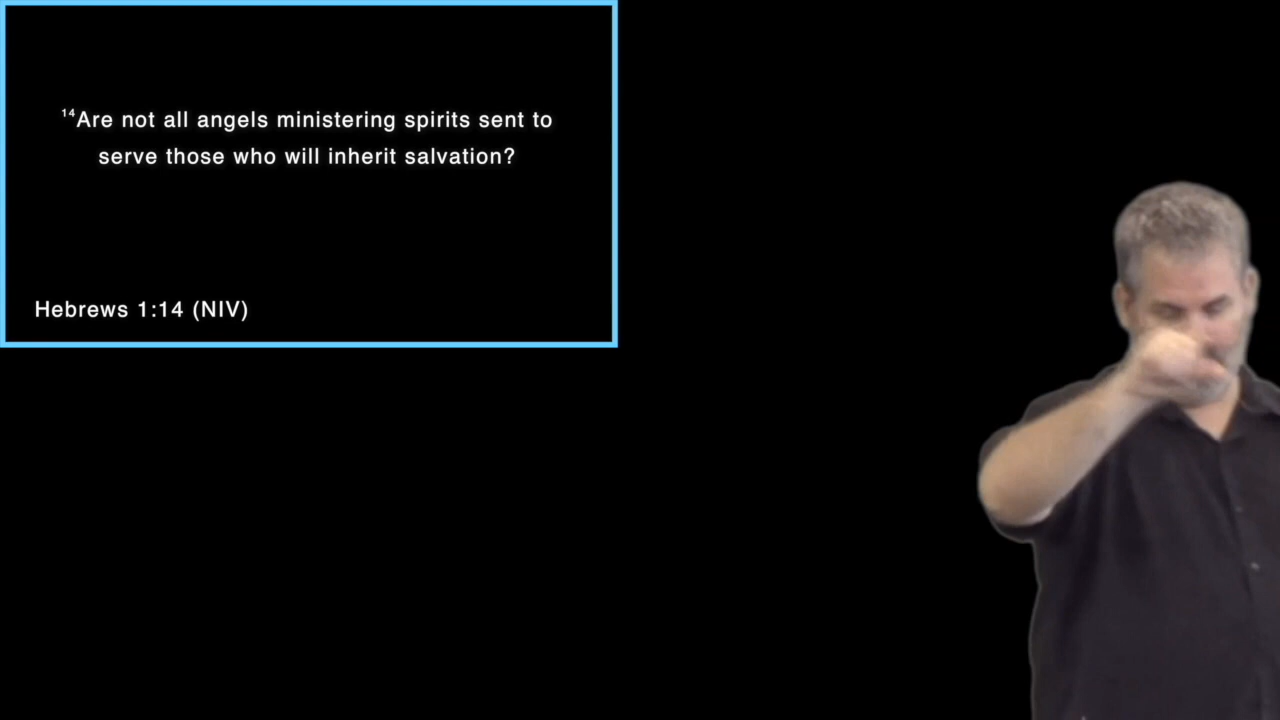 ¹⁴Are not all angels ministering spirits sent to
serve those who will inherit salvation?
Hebrews 1:14 (NIV)